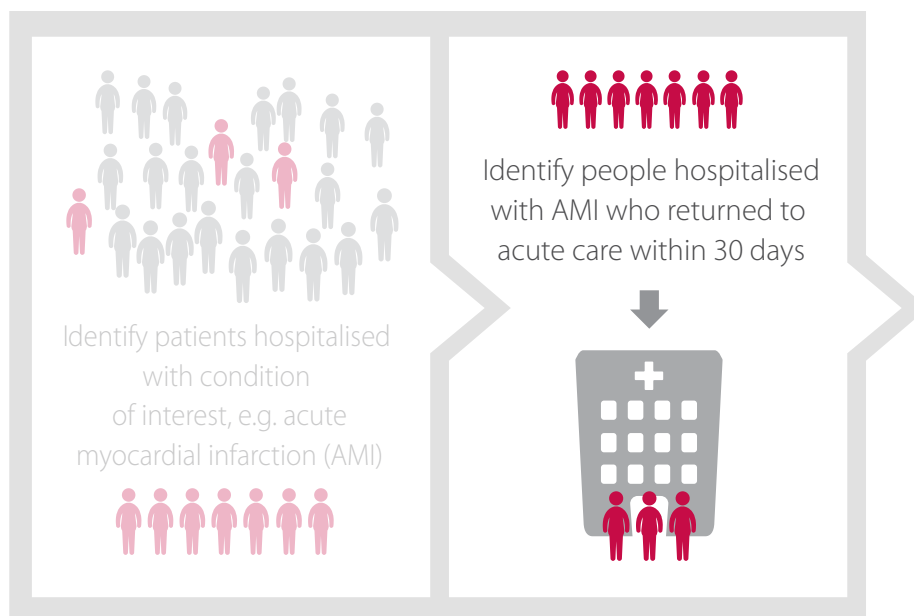 Identify patients hospitalised
with condition
of interest, e.g. acute
myocardial infarction (AMI)
Identify people hospitalised
with AMI who returned to
acute care within 30 days